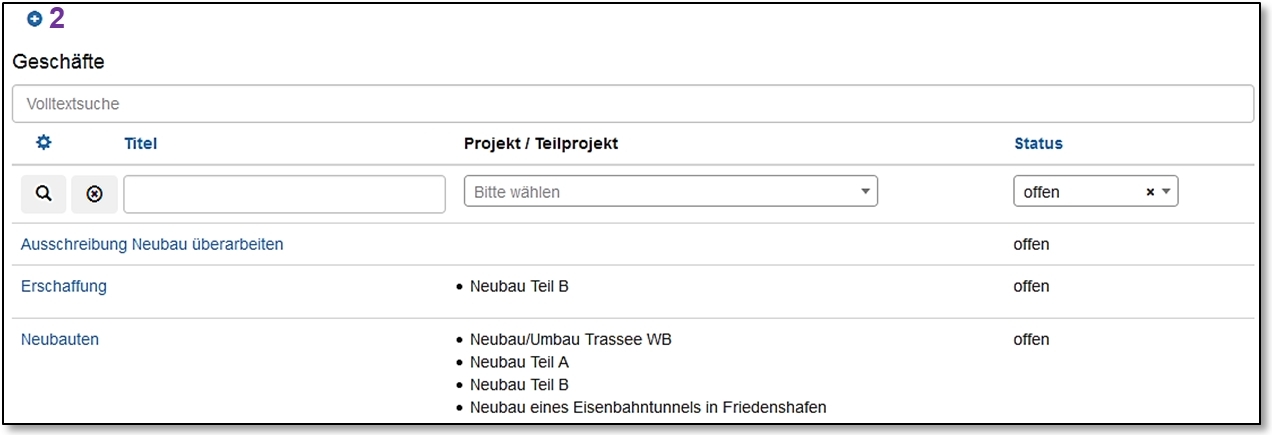 2
Geschäfte
Volltextsuche
Titel Projekt / Teilprojekt Status
Bitte wählen offen
Ausschreibung Neubau überarbeiten offen
Erschaffung • Neubau Teil B offen
Neubauten • Neubau/Umbau Trassee WB offen
• Neubau Teil A
• Neubau Teil B
• Neubau eines Eisenbahntunnels in Friedenshafen